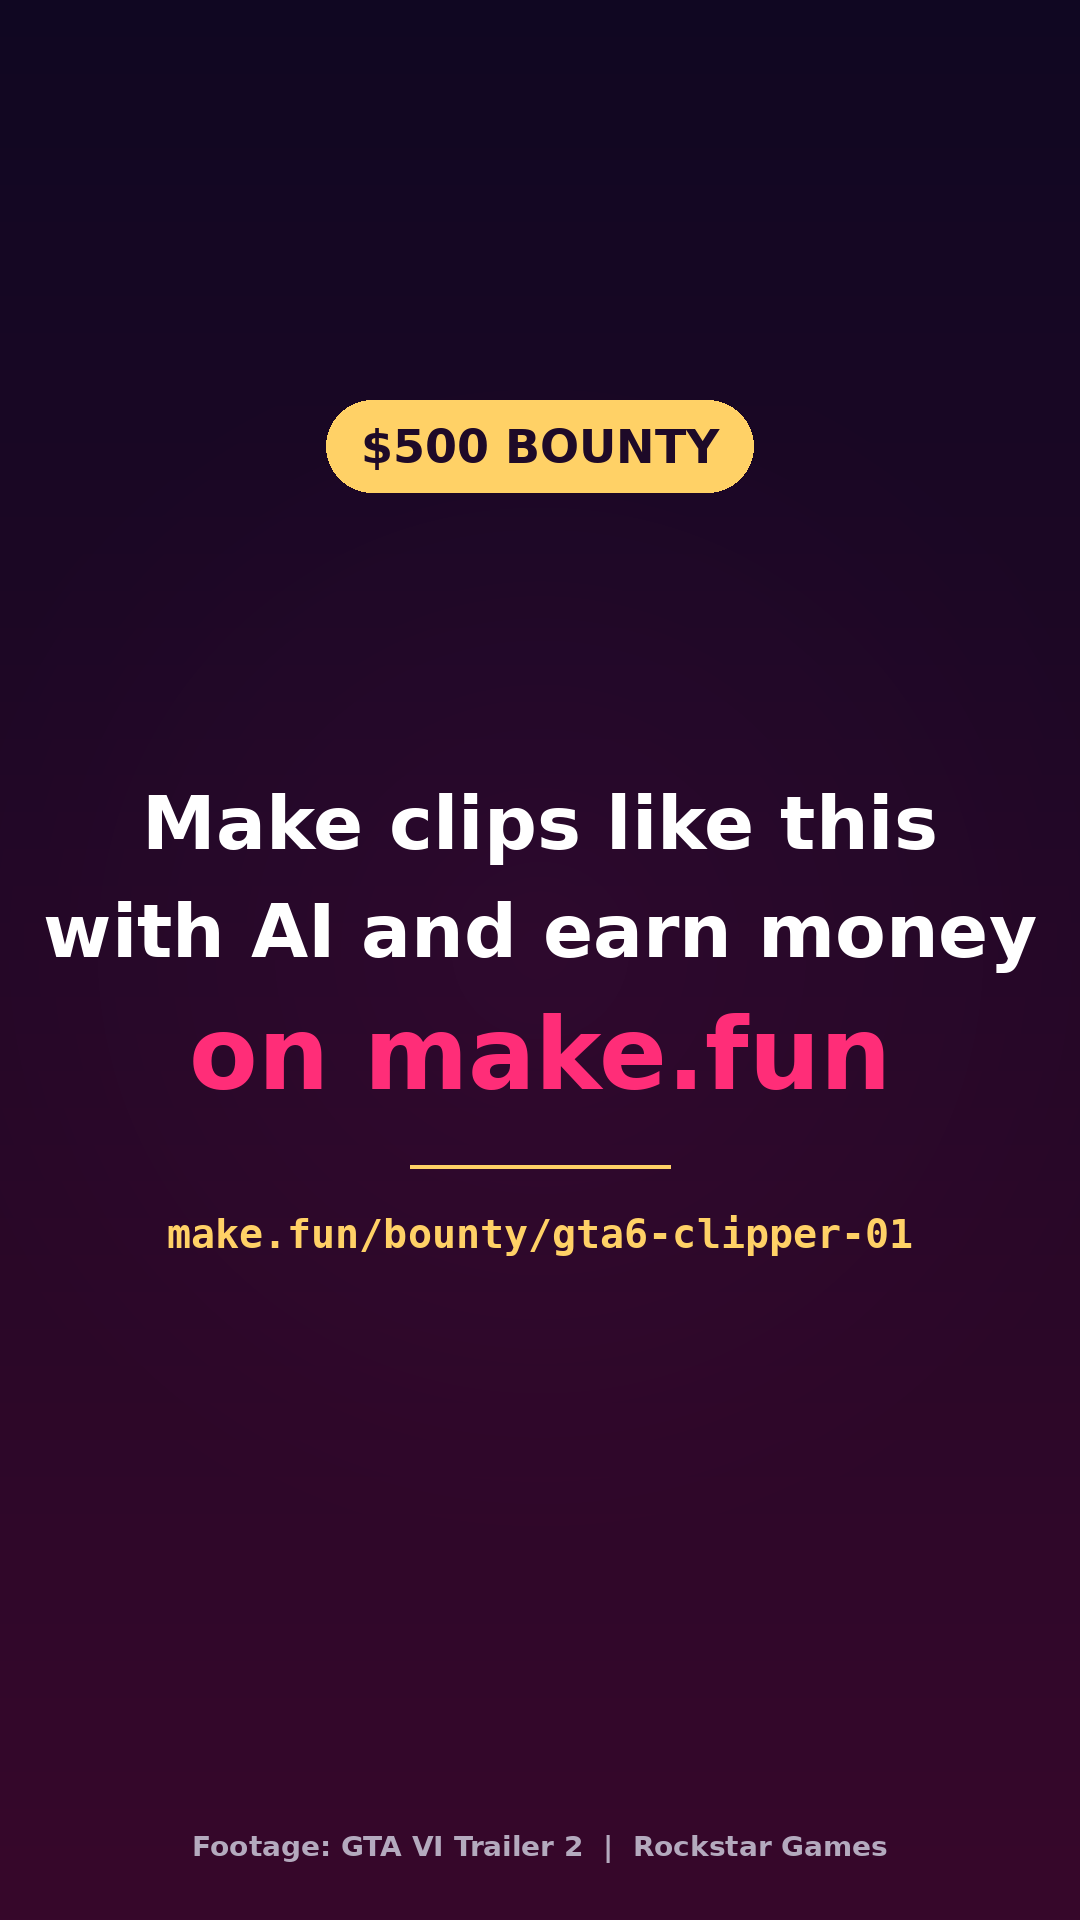 $500 BOUNTY
Make clips like this
with AI and earn money
on make.fun
make.fun/bounty/gta6-clipper-01
Footage: GTA VI Trailer 2 | Rockstar Games